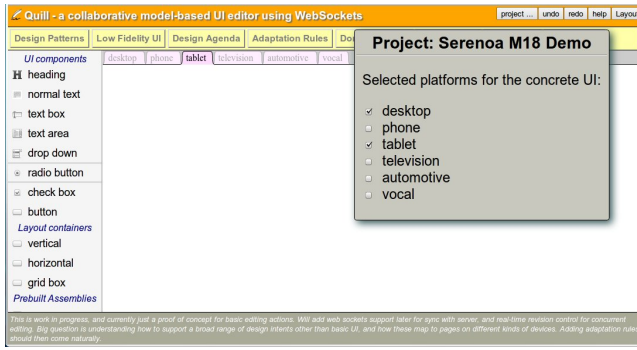 Quill - a collaborative model-based UI editor using WebSockets
project ... undo redo help Layou
Design Patterns Low Fidelity UI Design Agenda Adaptation Rules Do
Project: Serenoa M18 Demo
Selected platforms for the concrete UI:
desktop
phone
tablet
television
automotive
vocal
desktop phone tablet television automotive vocal
UI components
H heading
normal text
text box
text area
drop down
radio button
check box
button
Layout containers
vertical
horizontal
grid box
Prebuilt Assemblies
This is work in progress, and currently just a proof of concept for basic editing actions. Will add web sockets support later for sync with server, and real-time revision control for concurrent
editing. Big question is understanding how to support a broad range of design intents other than basic UI, and how these map to pages on different kinds of devices. Adding adaptation rules
should then come naturally.